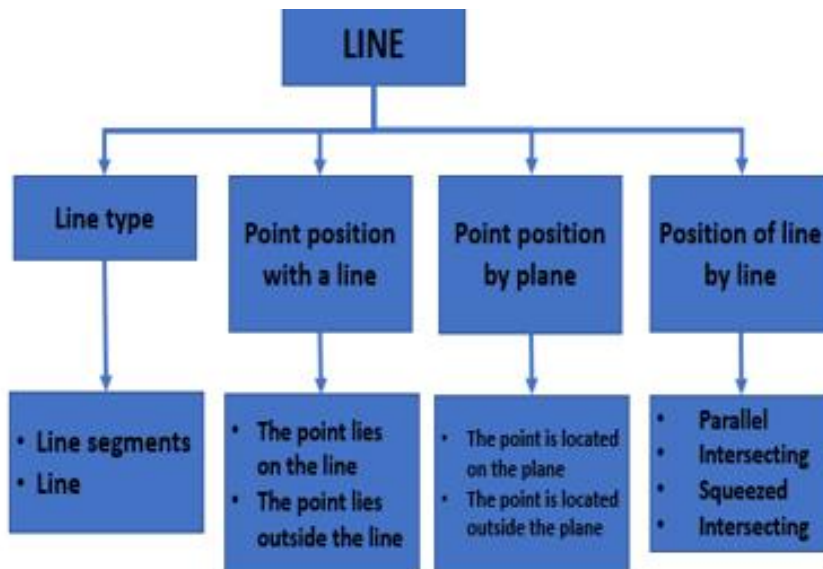 LINE
Line type
Point position
with a line
Point position
by plane
Position of line
by line
• Line segments
• Line
• The point lies
on the line
• The point lies
outside the line
• The point is located
on the plane
• The point is located
outside the plane
• Parallel
• Intersecting
• Squeezed
• Intersecting